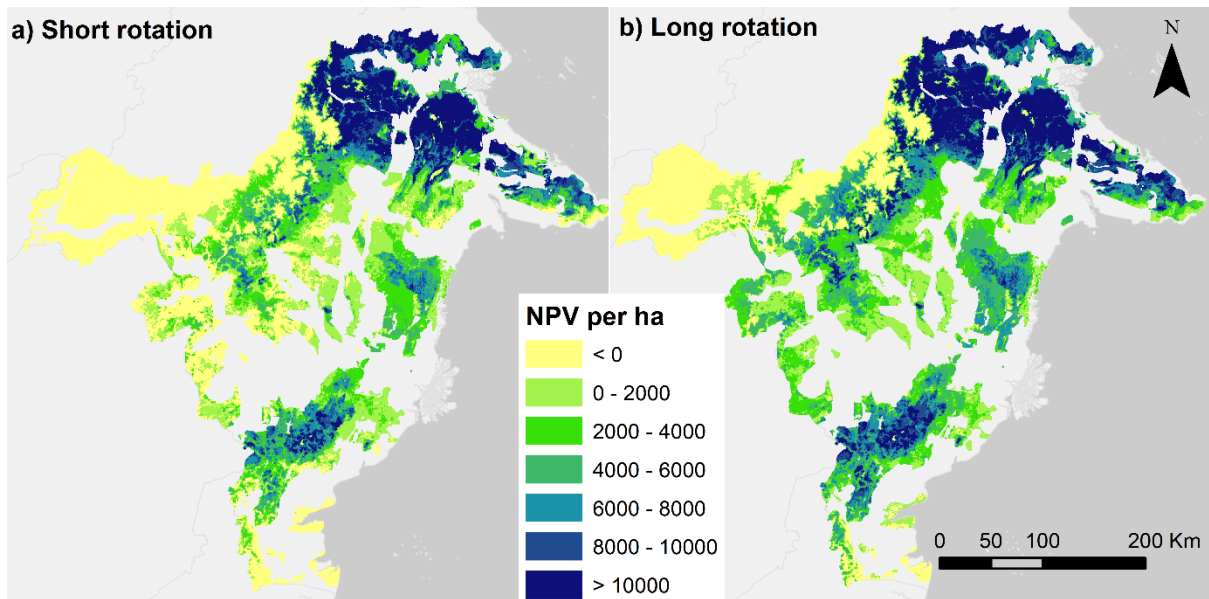 a) Short rotation
b) Long rotation
N
NPV per ha
< 0
0 - 2000
2000 - 4000
4000 - 6000
6000 - 8000
8000 - 10000
> 10000
0 50 100 200 Km